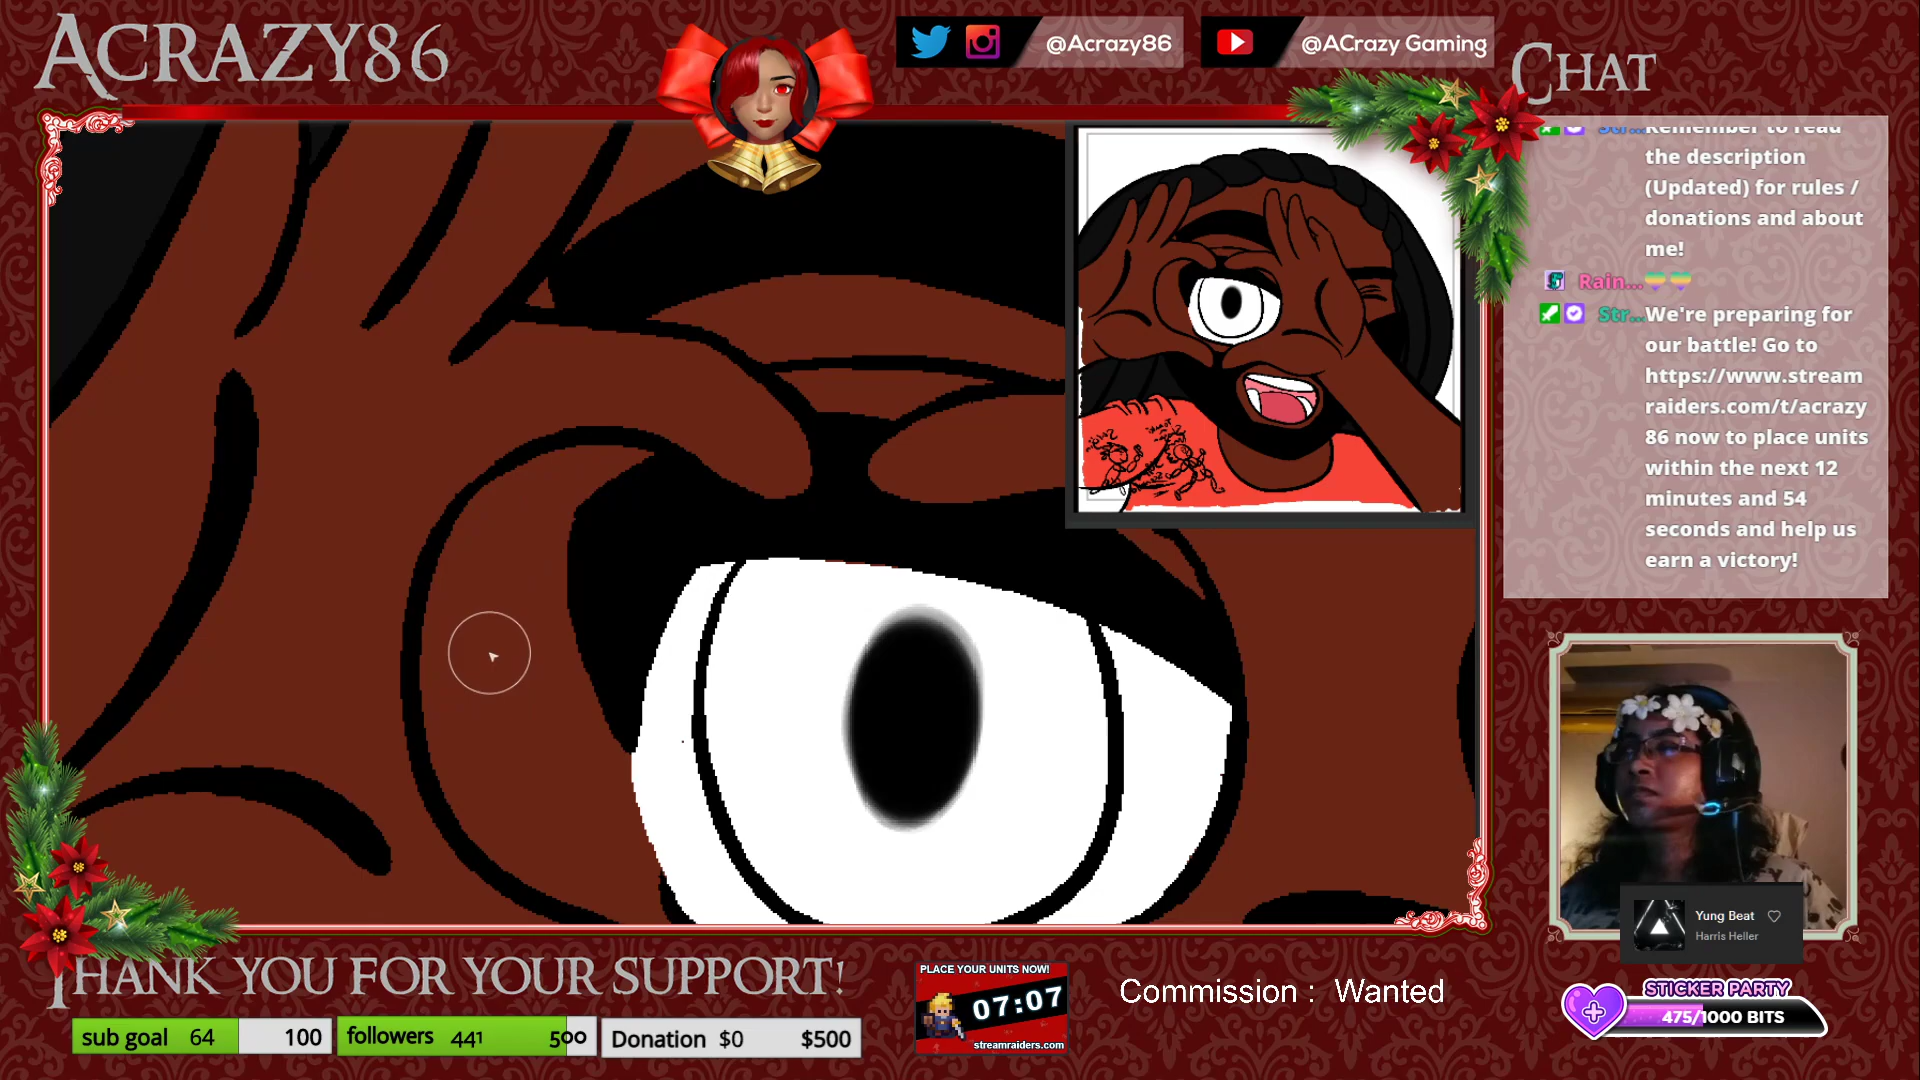 ACRAZY86
@Acrazy86
@ACrazy Gaming
CHAT
Remember to read
the description
(Updated) for rules /
donations and about
me!
Rain...
Str...We're preparing for
our battle! Go to
https://www.stream
raiders.com/t/acrazy
86 now to place units
within the next 12
minutes and 54
seconds and help us
earn a victory!
Yung Beat
Harris Heller
THANK YOU FOR YOUR SUPPORT!
sub goal 64 100
followers 441 500
Donation $0 $500
PLACE YOUR UNITS NOW!
07:07
streamraiders.com
Commission : Wanted
STICKER PARTY
475/1000 BITS